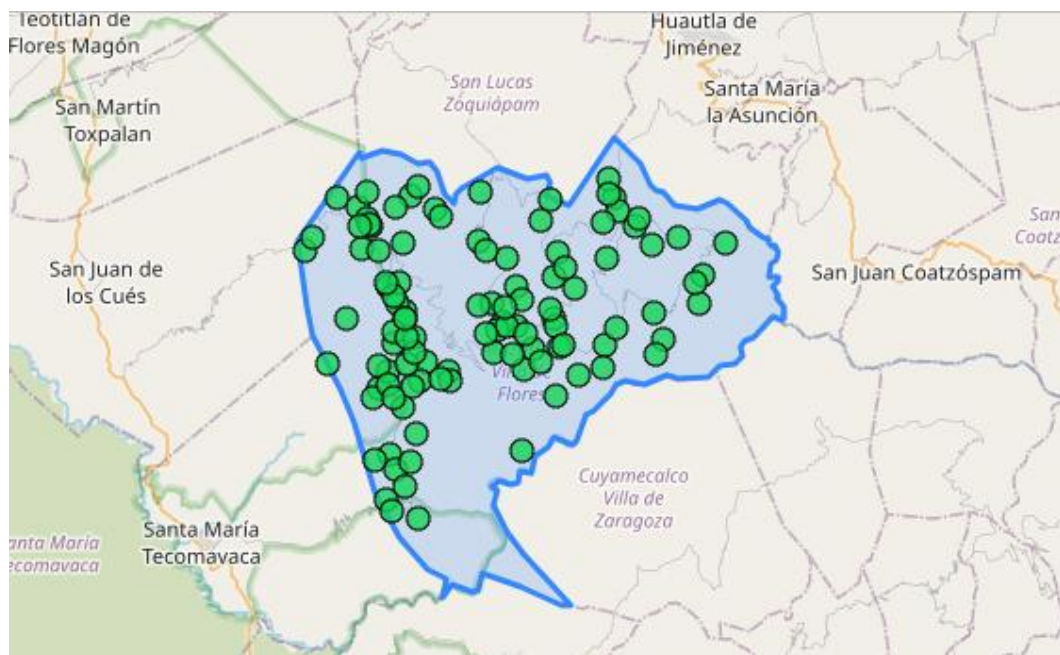 Teotitlán de
Flores Magón
Huautla de
Jiménez
San Lucas
Zoquiápam
Santa María
la Asunción
San Martín
Toxpalan
San Juan de
los Cués
San Juan Coatzóspam
Flores
Cuyamecalco
Villa de
Zaragoza
Santa María
Tecomavaca